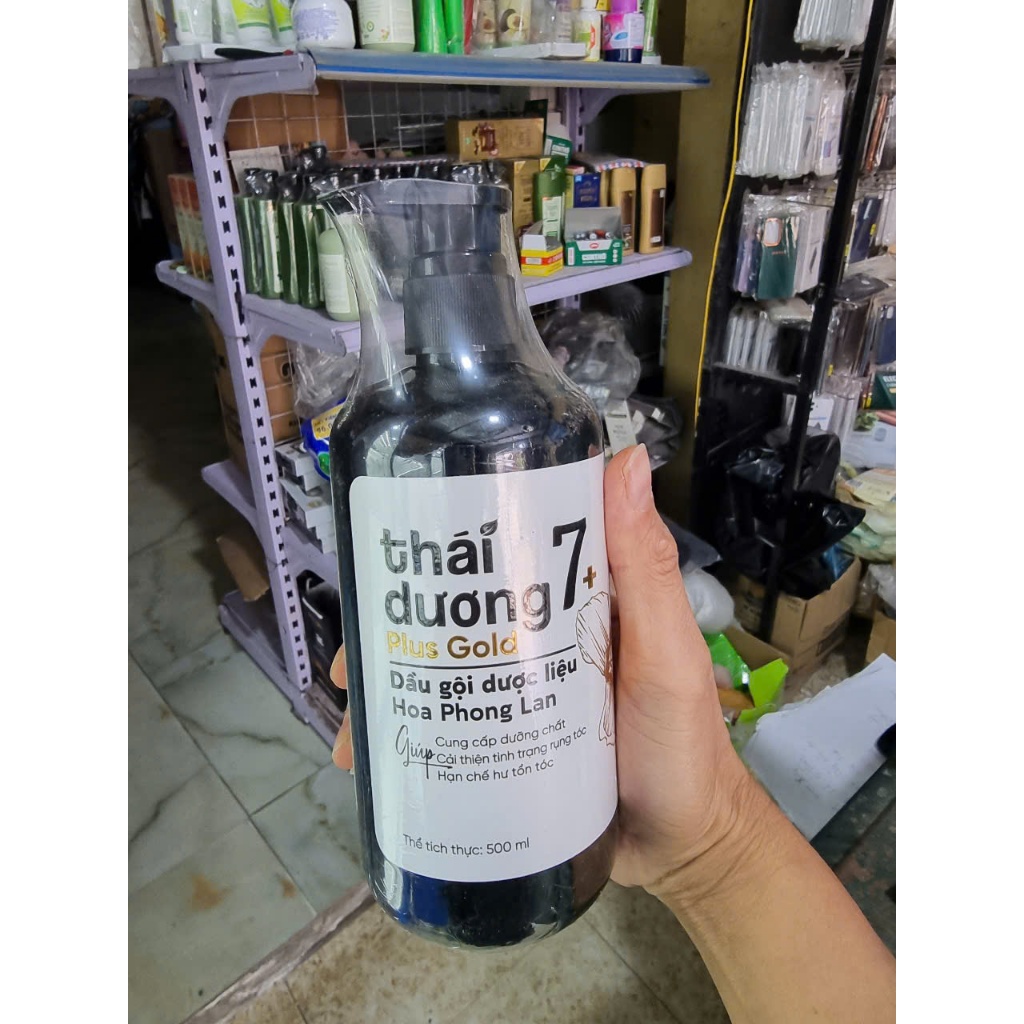 thái
dương 7+
Plus Gold
Dầu gội dược liệu
Hoa Phong Lan
Giúp
Cung cấp dưỡng chất
Cải thiện tình trạng rụng tóc
Hạn chế hư tổn tóc
Thể tích thực: 500 ml